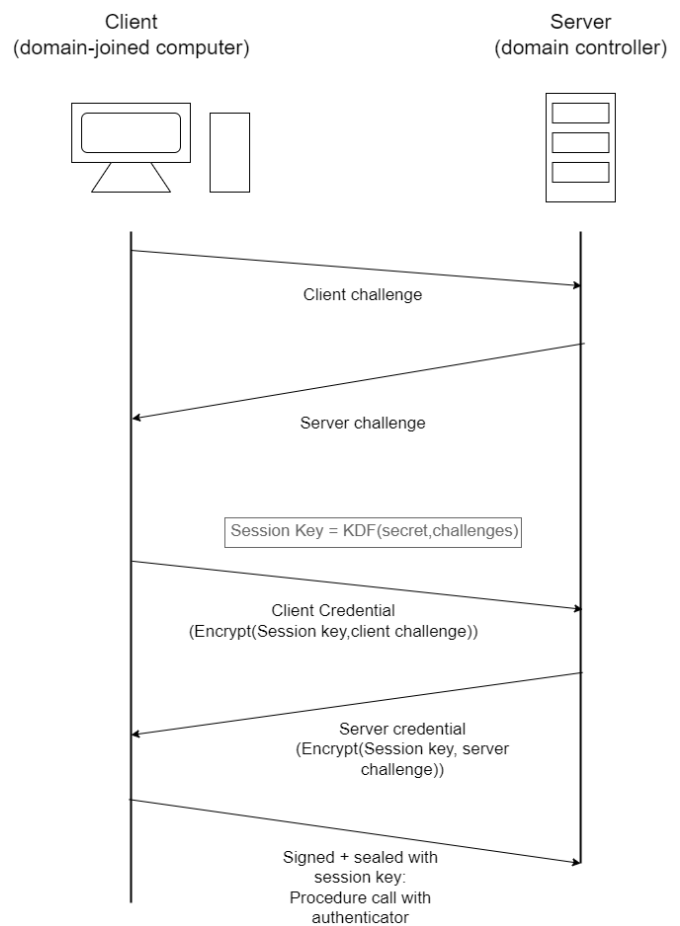 Client
(domain-joined computer)
Server
(domain controller)
Client challenge
Server challenge
Session Key = KDF(secret,challenges)
Client Credential
(Encrypt(Session key,client challenge))
Server credential
(Encrypt(Session key, server
challenge))
Signed + sealed with
session key:
Procedure call with
authenticator